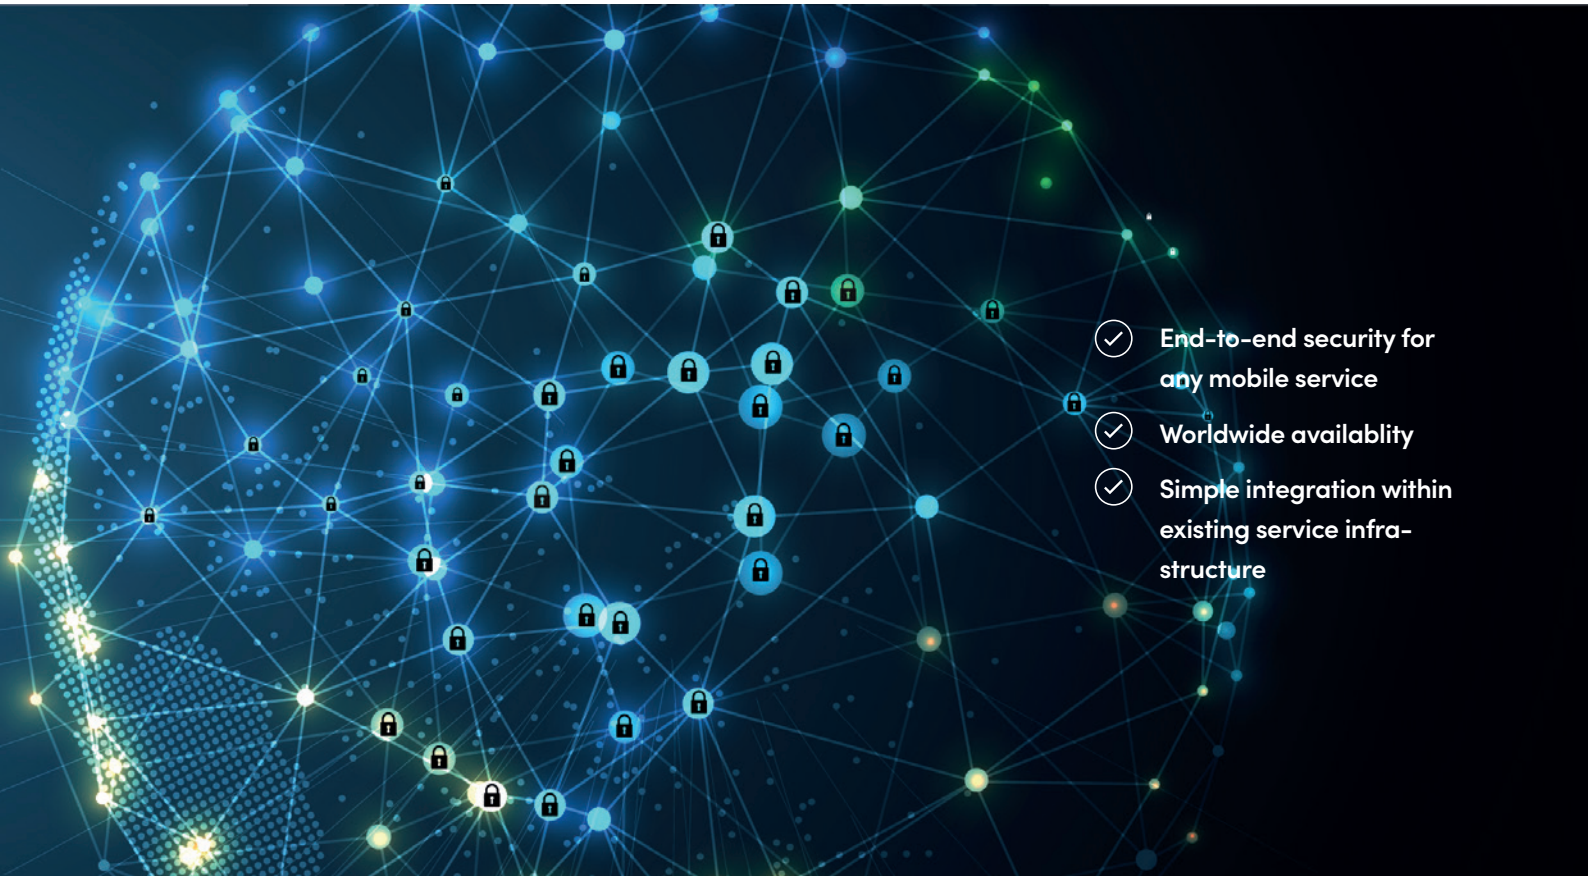 End-to-end security for
any mobile service
Worldwide availablity
Simple integration within
existing service infra-
structure